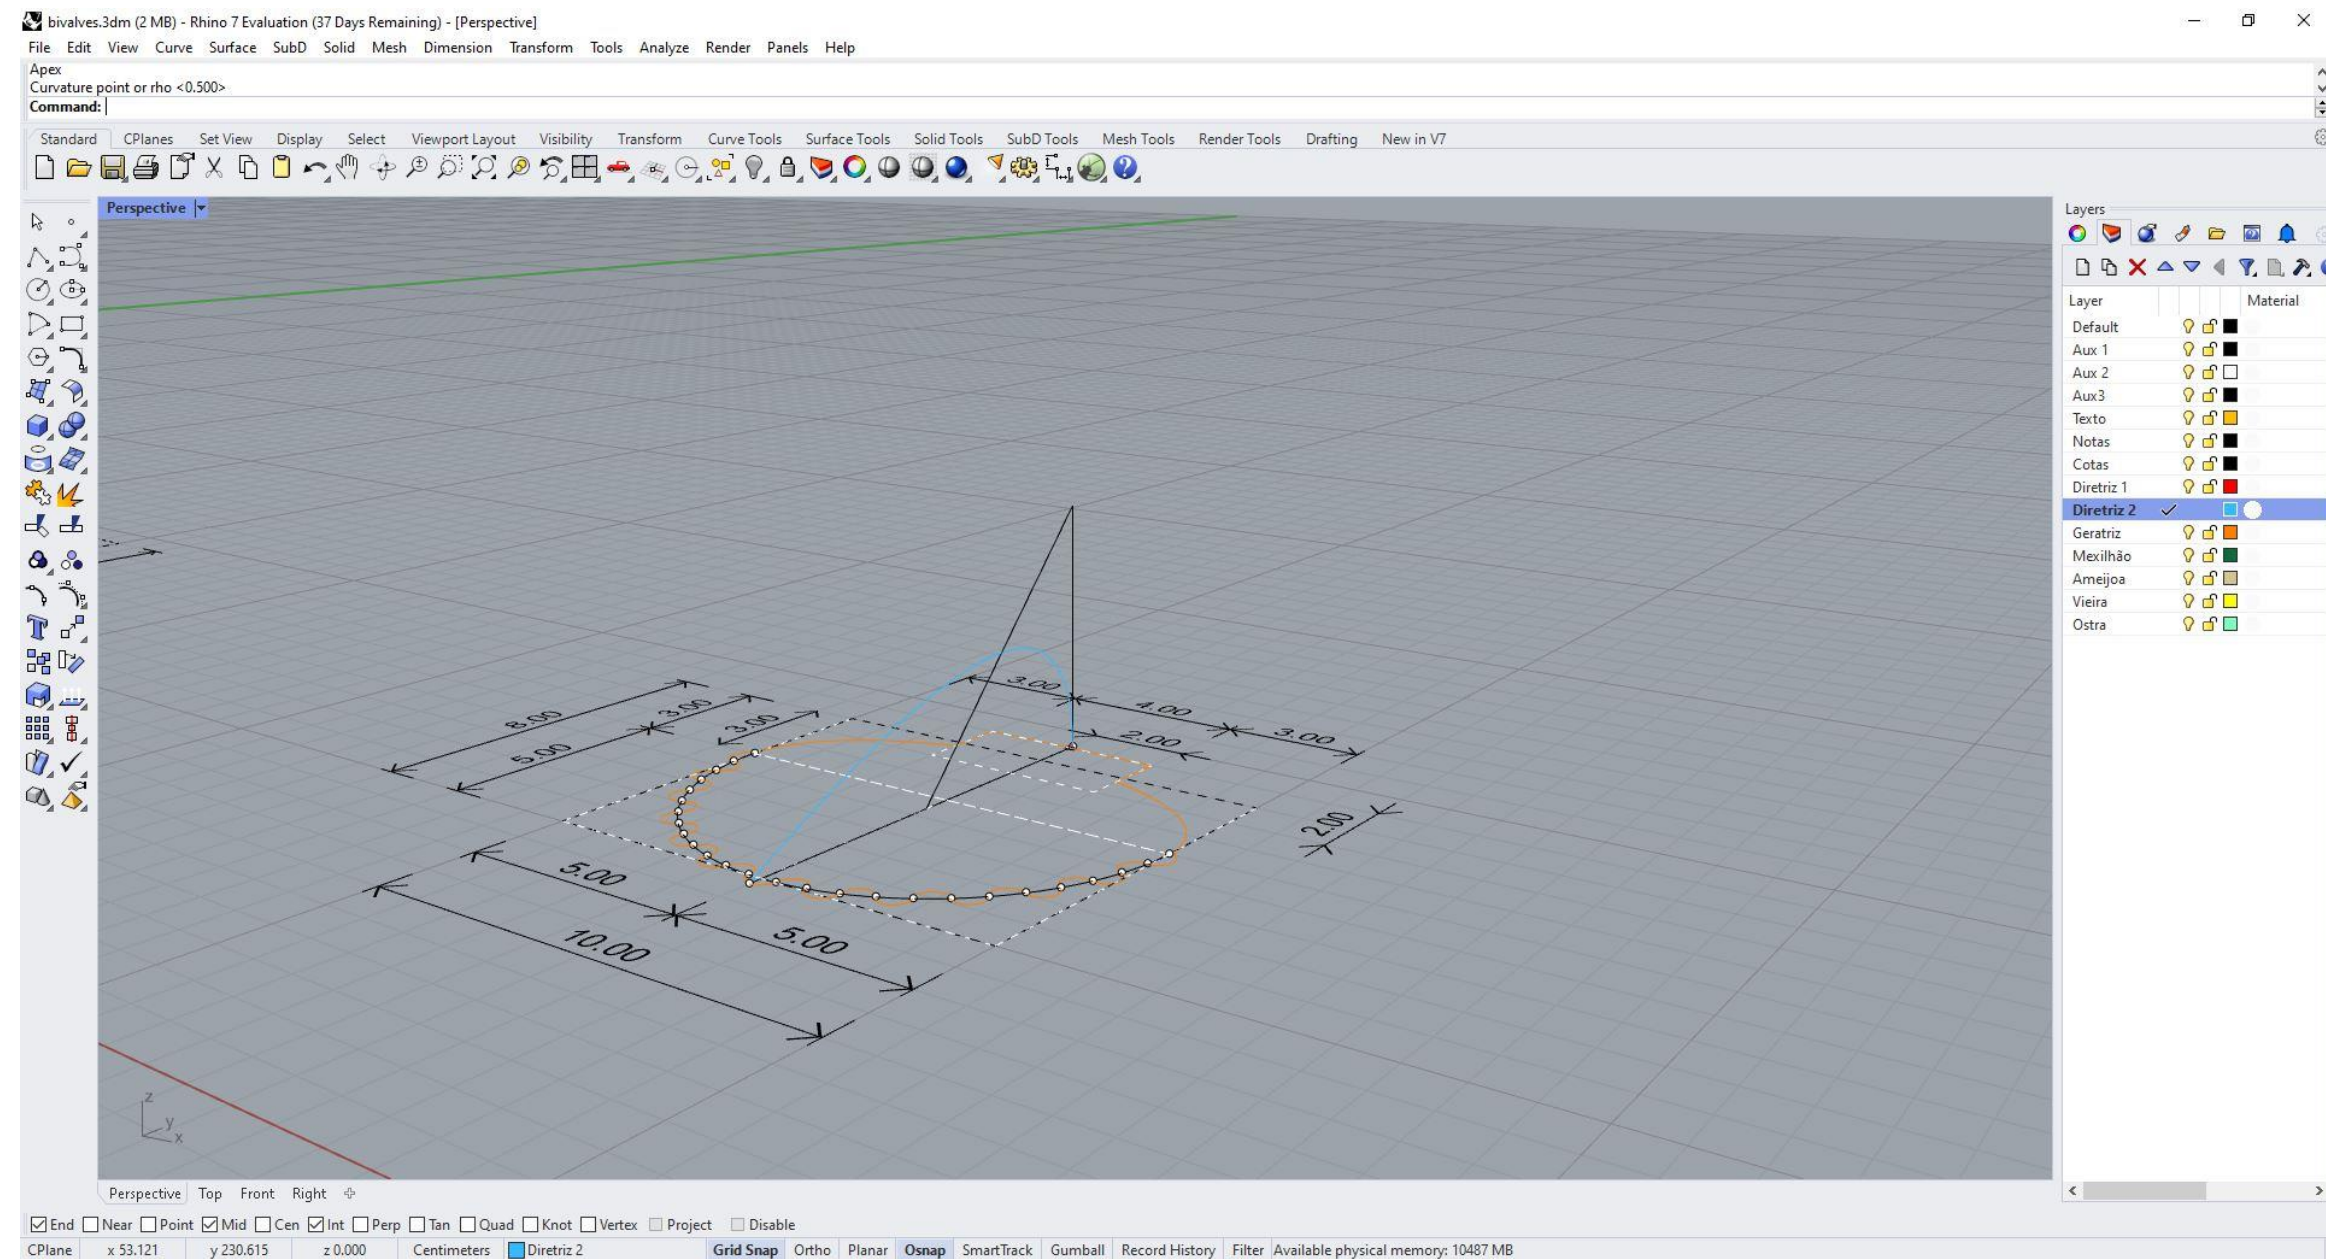 bivalves.3dm (2 MB) - Rhino 7 Evaluation (37 Days Remaining) - [Perspective]
File Edit View Curve Surface SubD Solid Mesh Dimension Transform Tools Analyze Render Panels Help
Apex
Curvature point or rho <0.500>
Command:
Standard CPlanes Set View Display Select Viewport Layout Visibility Transform Curve Tools Surface Tools Solid Tools SubD Tools Mesh Tools Render Tools Drafting New in V7
Perspective
Layers
Layer Material
Default
Aux 1
Aux 2
Aux3
Texto
Notas
Cotas
Diretriz 1
Diretriz 2
Geratriz
Mexilhão
Ameijoa
Vieira
Ostra
3.00
4.00
3.00
2.00
8.00
3.00
3.00
5.00
2.00
5.00
5.00
10.00
z
y
x
Perspective Top Front Right
End Near Point Mid Cen Int Perp Tan Quad Knot Vertex Project Disable
CPlane x 53.121 y 230.615 z 0.000 Centimeters Diretriz 2 Grid Snap Ortho Planar Osnap SmartTrack Gumball Record History Filter Available physical memory: 10487 MB